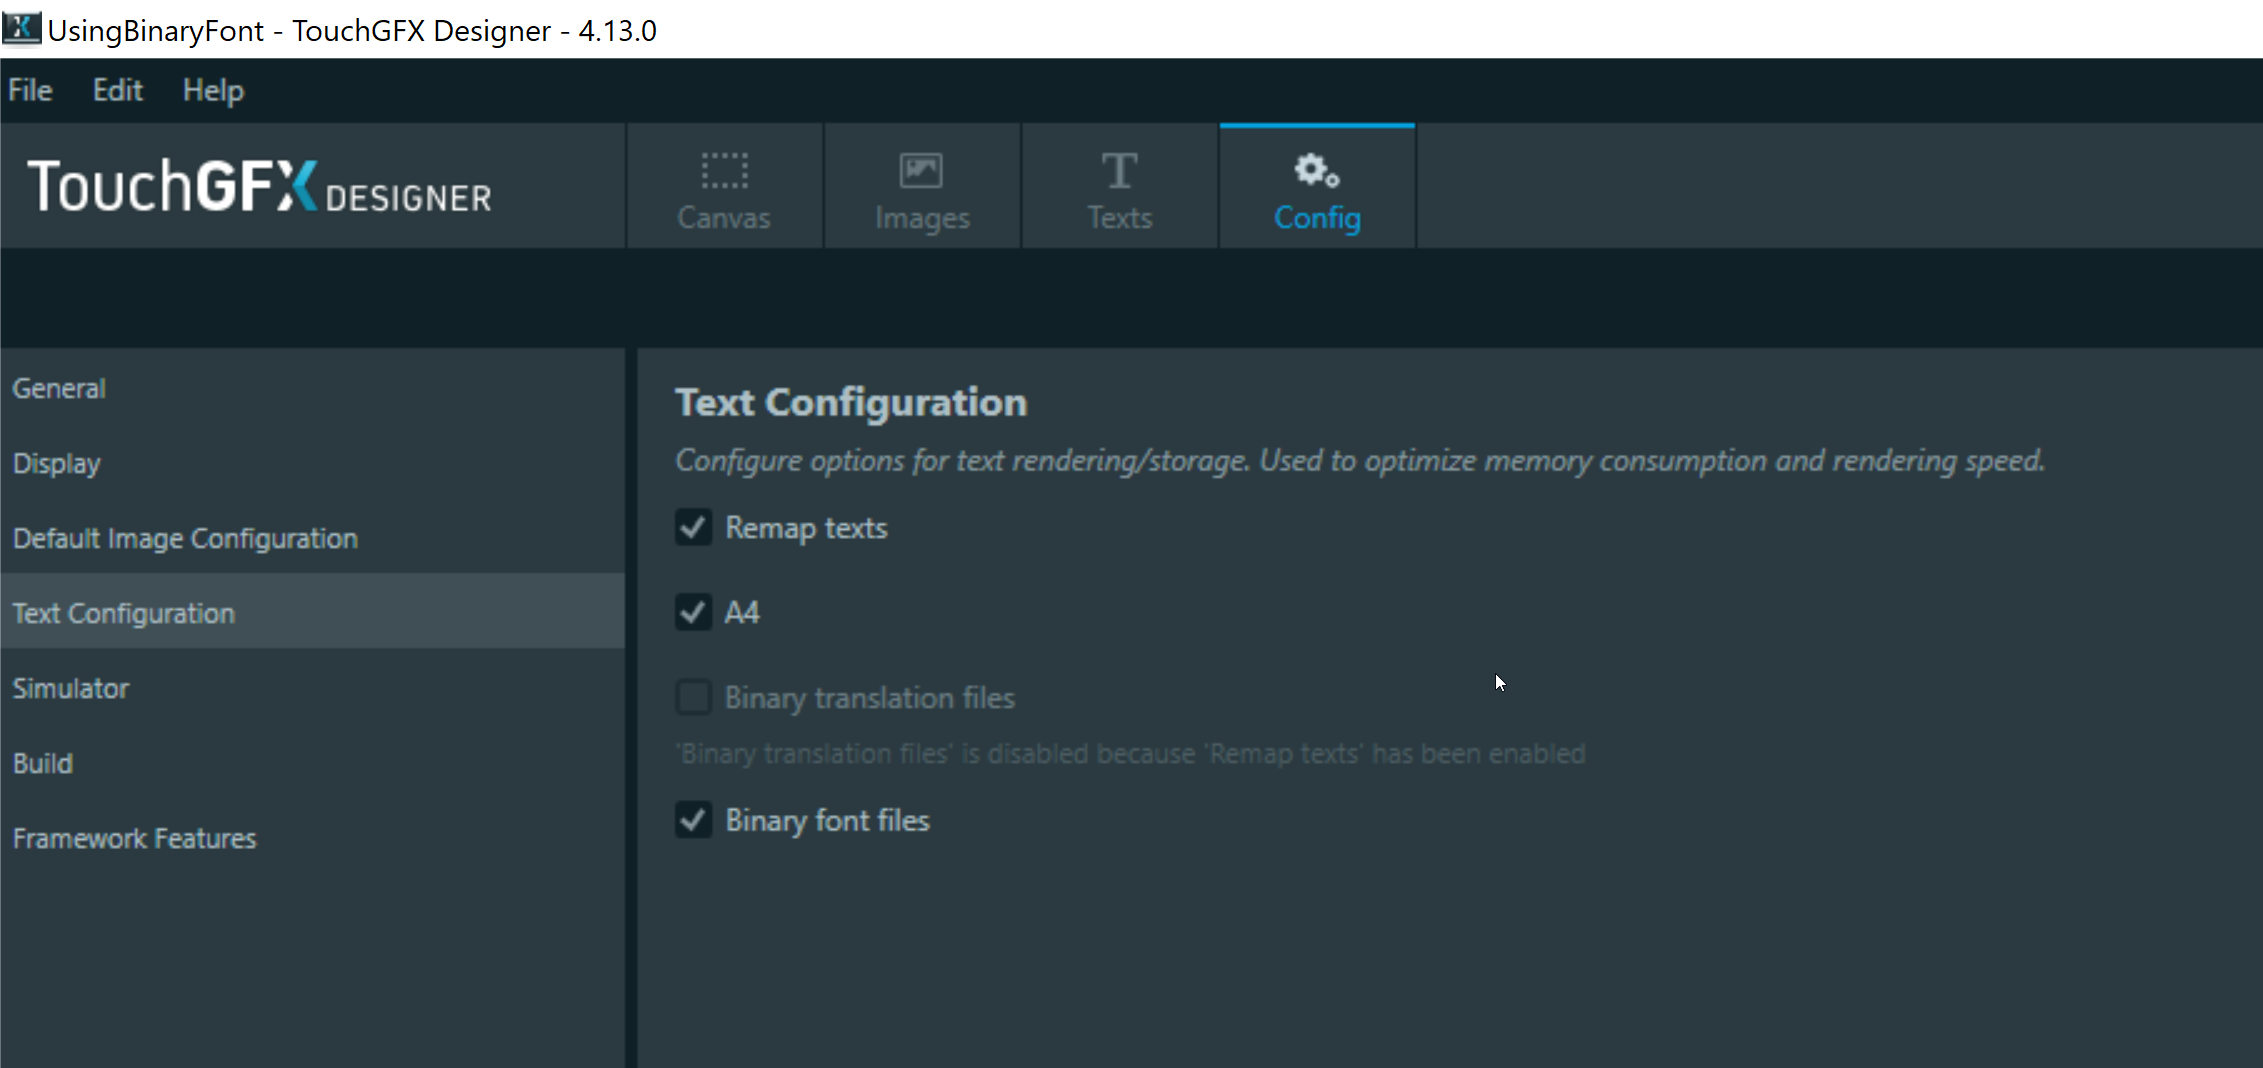 UsingBinaryFont - TouchGFX Designer - 4.13.0
File Edit Help
TouchGFX DESIGNER
Canvas
Images
Texts
Config
General
Display
Default Image Configuration
Text Configuration
Simulator
Build
Framework Features
Text Configuration
Configure options for text rendering/storage. Used to optimize memory consumption and rendering speed.
Remap texts
A4
Binary translation files
'Binary translation files' is disabled because 'Remap texts' has been enabled
Binary font files